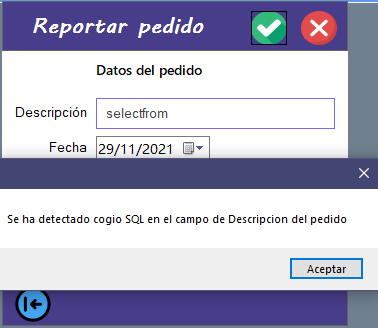 Reportar pedido
Datos del pedido
Descripción
selectfrom
Fecha
29/11/2021
Se ha detectado cogio SQL en el campo de Descripcion del pedido
Aceptar